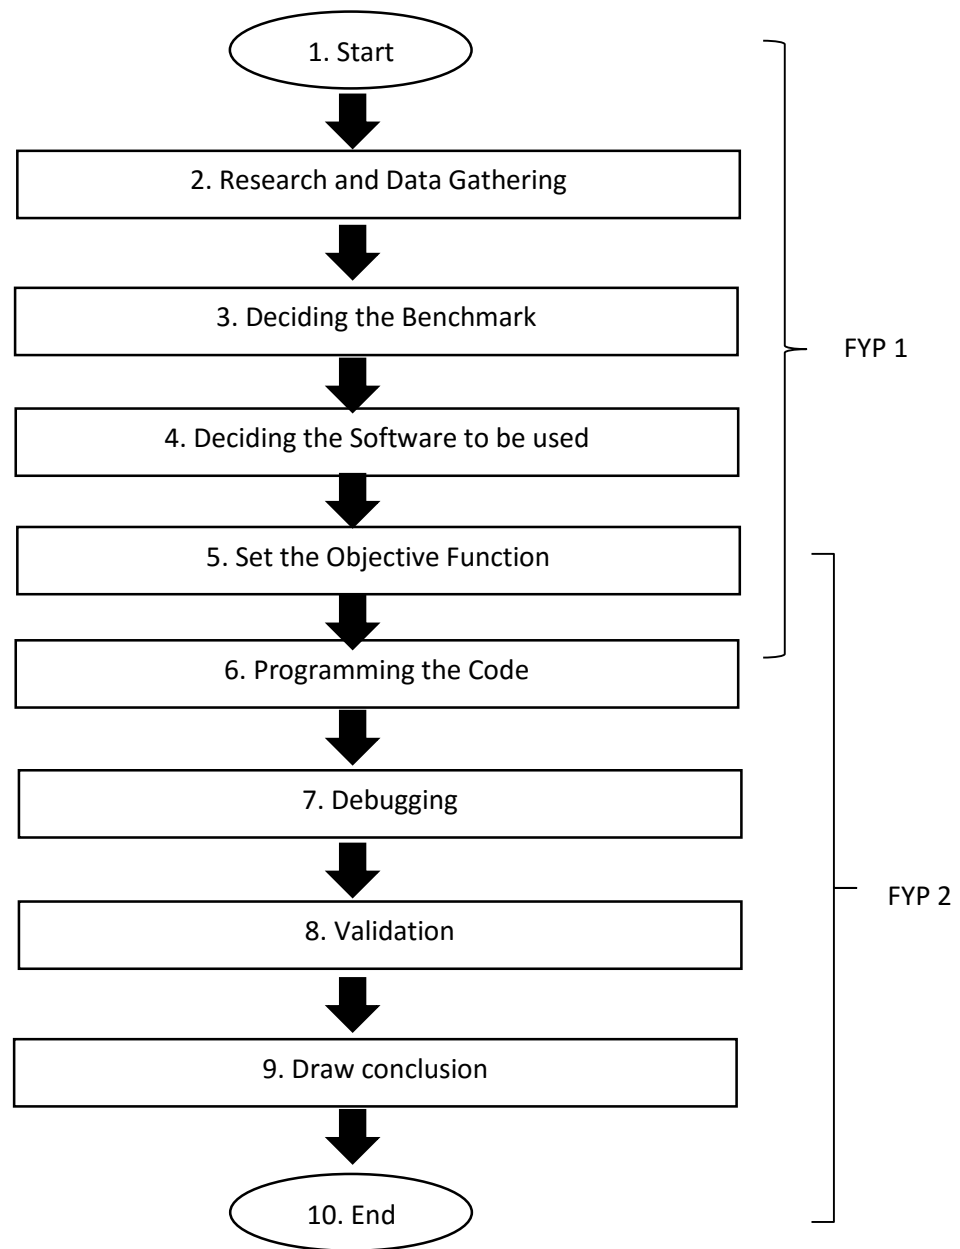 1. Start
2. Research and Data Gathering
3. Deciding the Benchmark
FYP 1
4. Deciding the Software to be used
5. Set the Objective Function
6. Programming the Code
7. Debugging
FYP 2
8. Validation
9. Draw conclusion
10. End